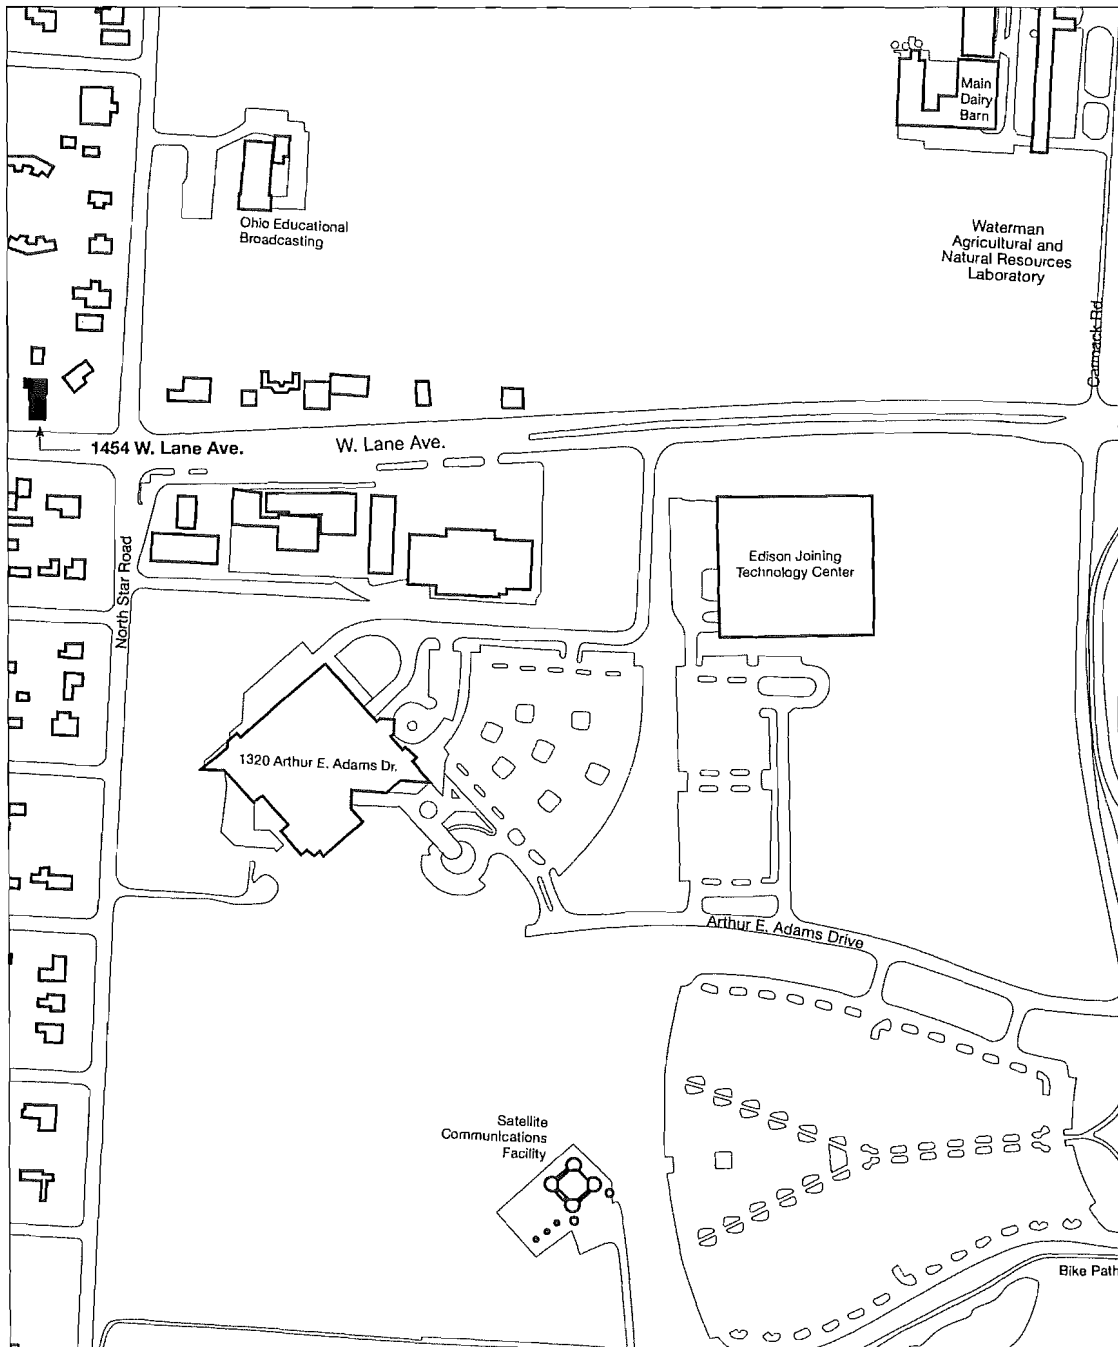 Main
Dairy
Barn
Ohio Educational
Broadcasting
Waterman
Agricultural and
Natural Resources
Laboratory
Carmack Rd.
1454 W. Lane Ave.
W. Lane Ave.
North Star Road
Edison Joining
Technology Center
1320 Arthur E. Adams Dr.
Arthur E. Adams Drive
Satellite
Communications
Facility
Bike Path